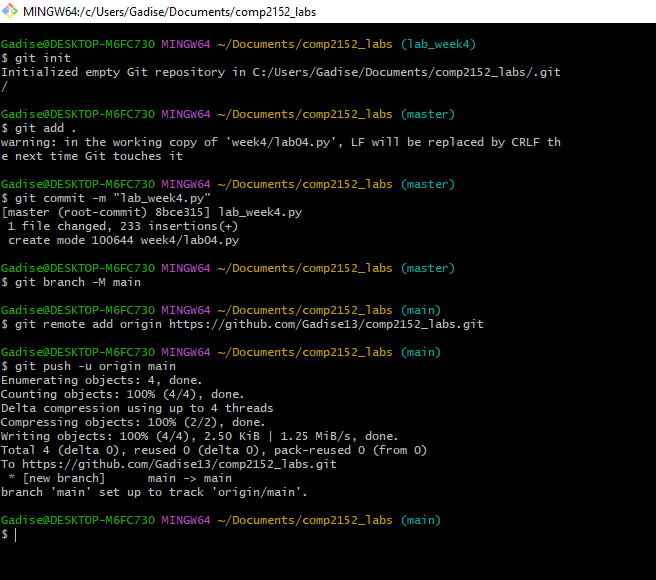 MINGW64:/c/Users/Gadise/Documents/comp2152_labs
Gadise@DESKTOP-M6FC730 MINGW64 ~/Documents/comp2152_labs (lab_week4)
$ git init
Initialized empty Git repository in C:/Users/Gadise/Documents/comp2152_labs/.git
/
Gadise@DESKTOP-M6FC730 MINGW64 ~/Documents/comp2152_labs (master)
$ git add .
warning: in the working copy of 'week4/lab04.py', LF will be replaced by CRLF th
e next time Git touches it
Gadise@DESKTOP-M6FC730 MINGW64 ~/Documents/comp2152_labs (master)
$ git commit -m "lab_week4.py"
[master (root-commit) 8bce315] lab_week4.py
 1 file changed, 233 insertions(+)
 create mode 100644 week4/lab04.py
Gadise@DESKTOP-M6FC730 MINGW64 ~/Documents/comp2152_labs (master)
$ git branch -M main
Gadise@DESKTOP-M6FC730 MINGW64 ~/Documents/comp2152_labs (main)
$ git remote add origin https://github.com/Gadise13/comp2152_labs.git
Gadise@DESKTOP-M6FC730 MINGW64 ~/Documents/comp2152_labs (main)
$ git push -u origin main
Enumerating objects: 4, done.
Counting objects: 100% (4/4), done.
Delta compression using up to 4 threads
Compressing objects: 100% (2/2), done.
Writing objects: 100% (4/4), 2.50 KiB | 1.25 MiB/s, done.
Total 4 (delta 0), reused 0 (delta 0), pack-reused 0 (from 0)
To https://github.com/Gadise13/comp2152_labs.git
 * [new branch]      main -> main
branch 'main' set up to track 'origin/main'.
Gadise@DESKTOP-M6FC730 MINGW64 ~/Documents/comp2152_labs (main)
$